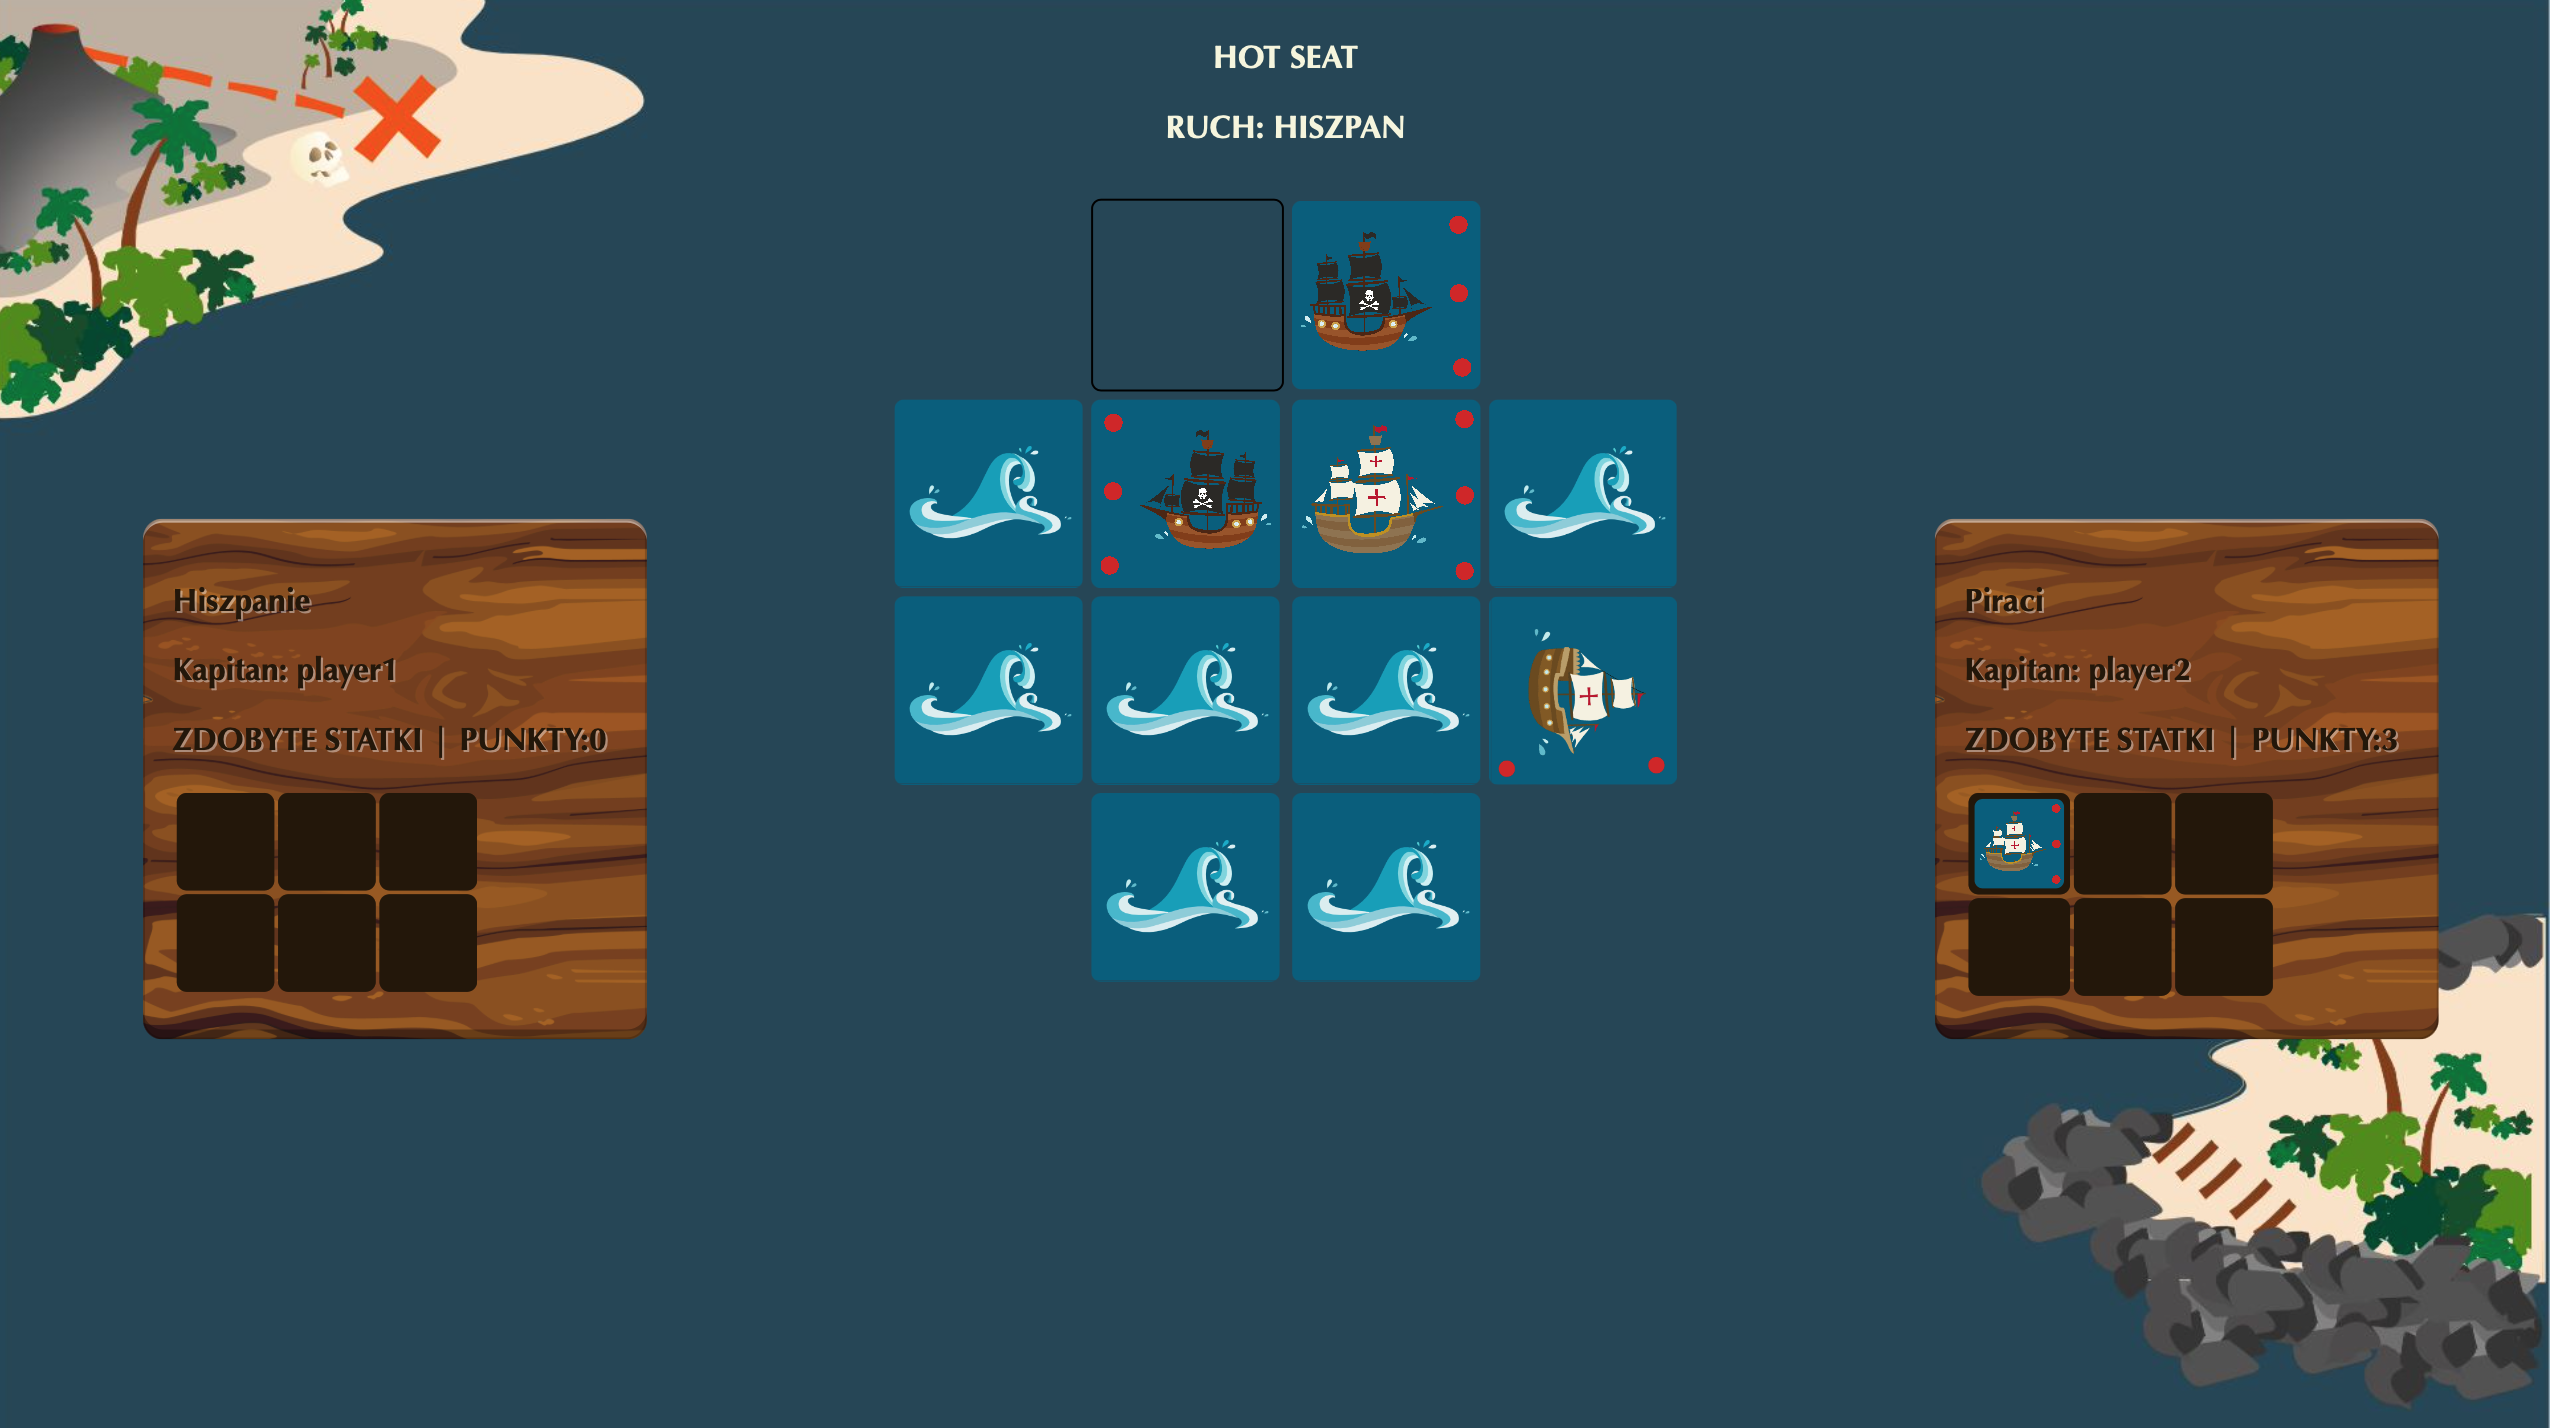 HOT SEAT
RUCH: HISZPAN
Hiszpanie
Kapitan: player1
ZDOBYTE STATKI | PUNKTY:0
Piraci
Kapitan: player2
ZDOBYTE STATKI | PUNKTY:3